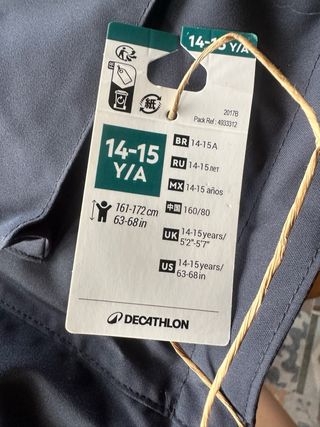 14-15 Y/A
紙
2017B
Pack Ref : 4933312
14-15
Y/A
161-172 cm
63-68 in
BR 14-15 A
RU 14-15 лет
MX 14-15 años
中国 160/80
UK 14-15 years/
5'2"-5'7"
US 14-15 years/
63-68 in
DECATHLON